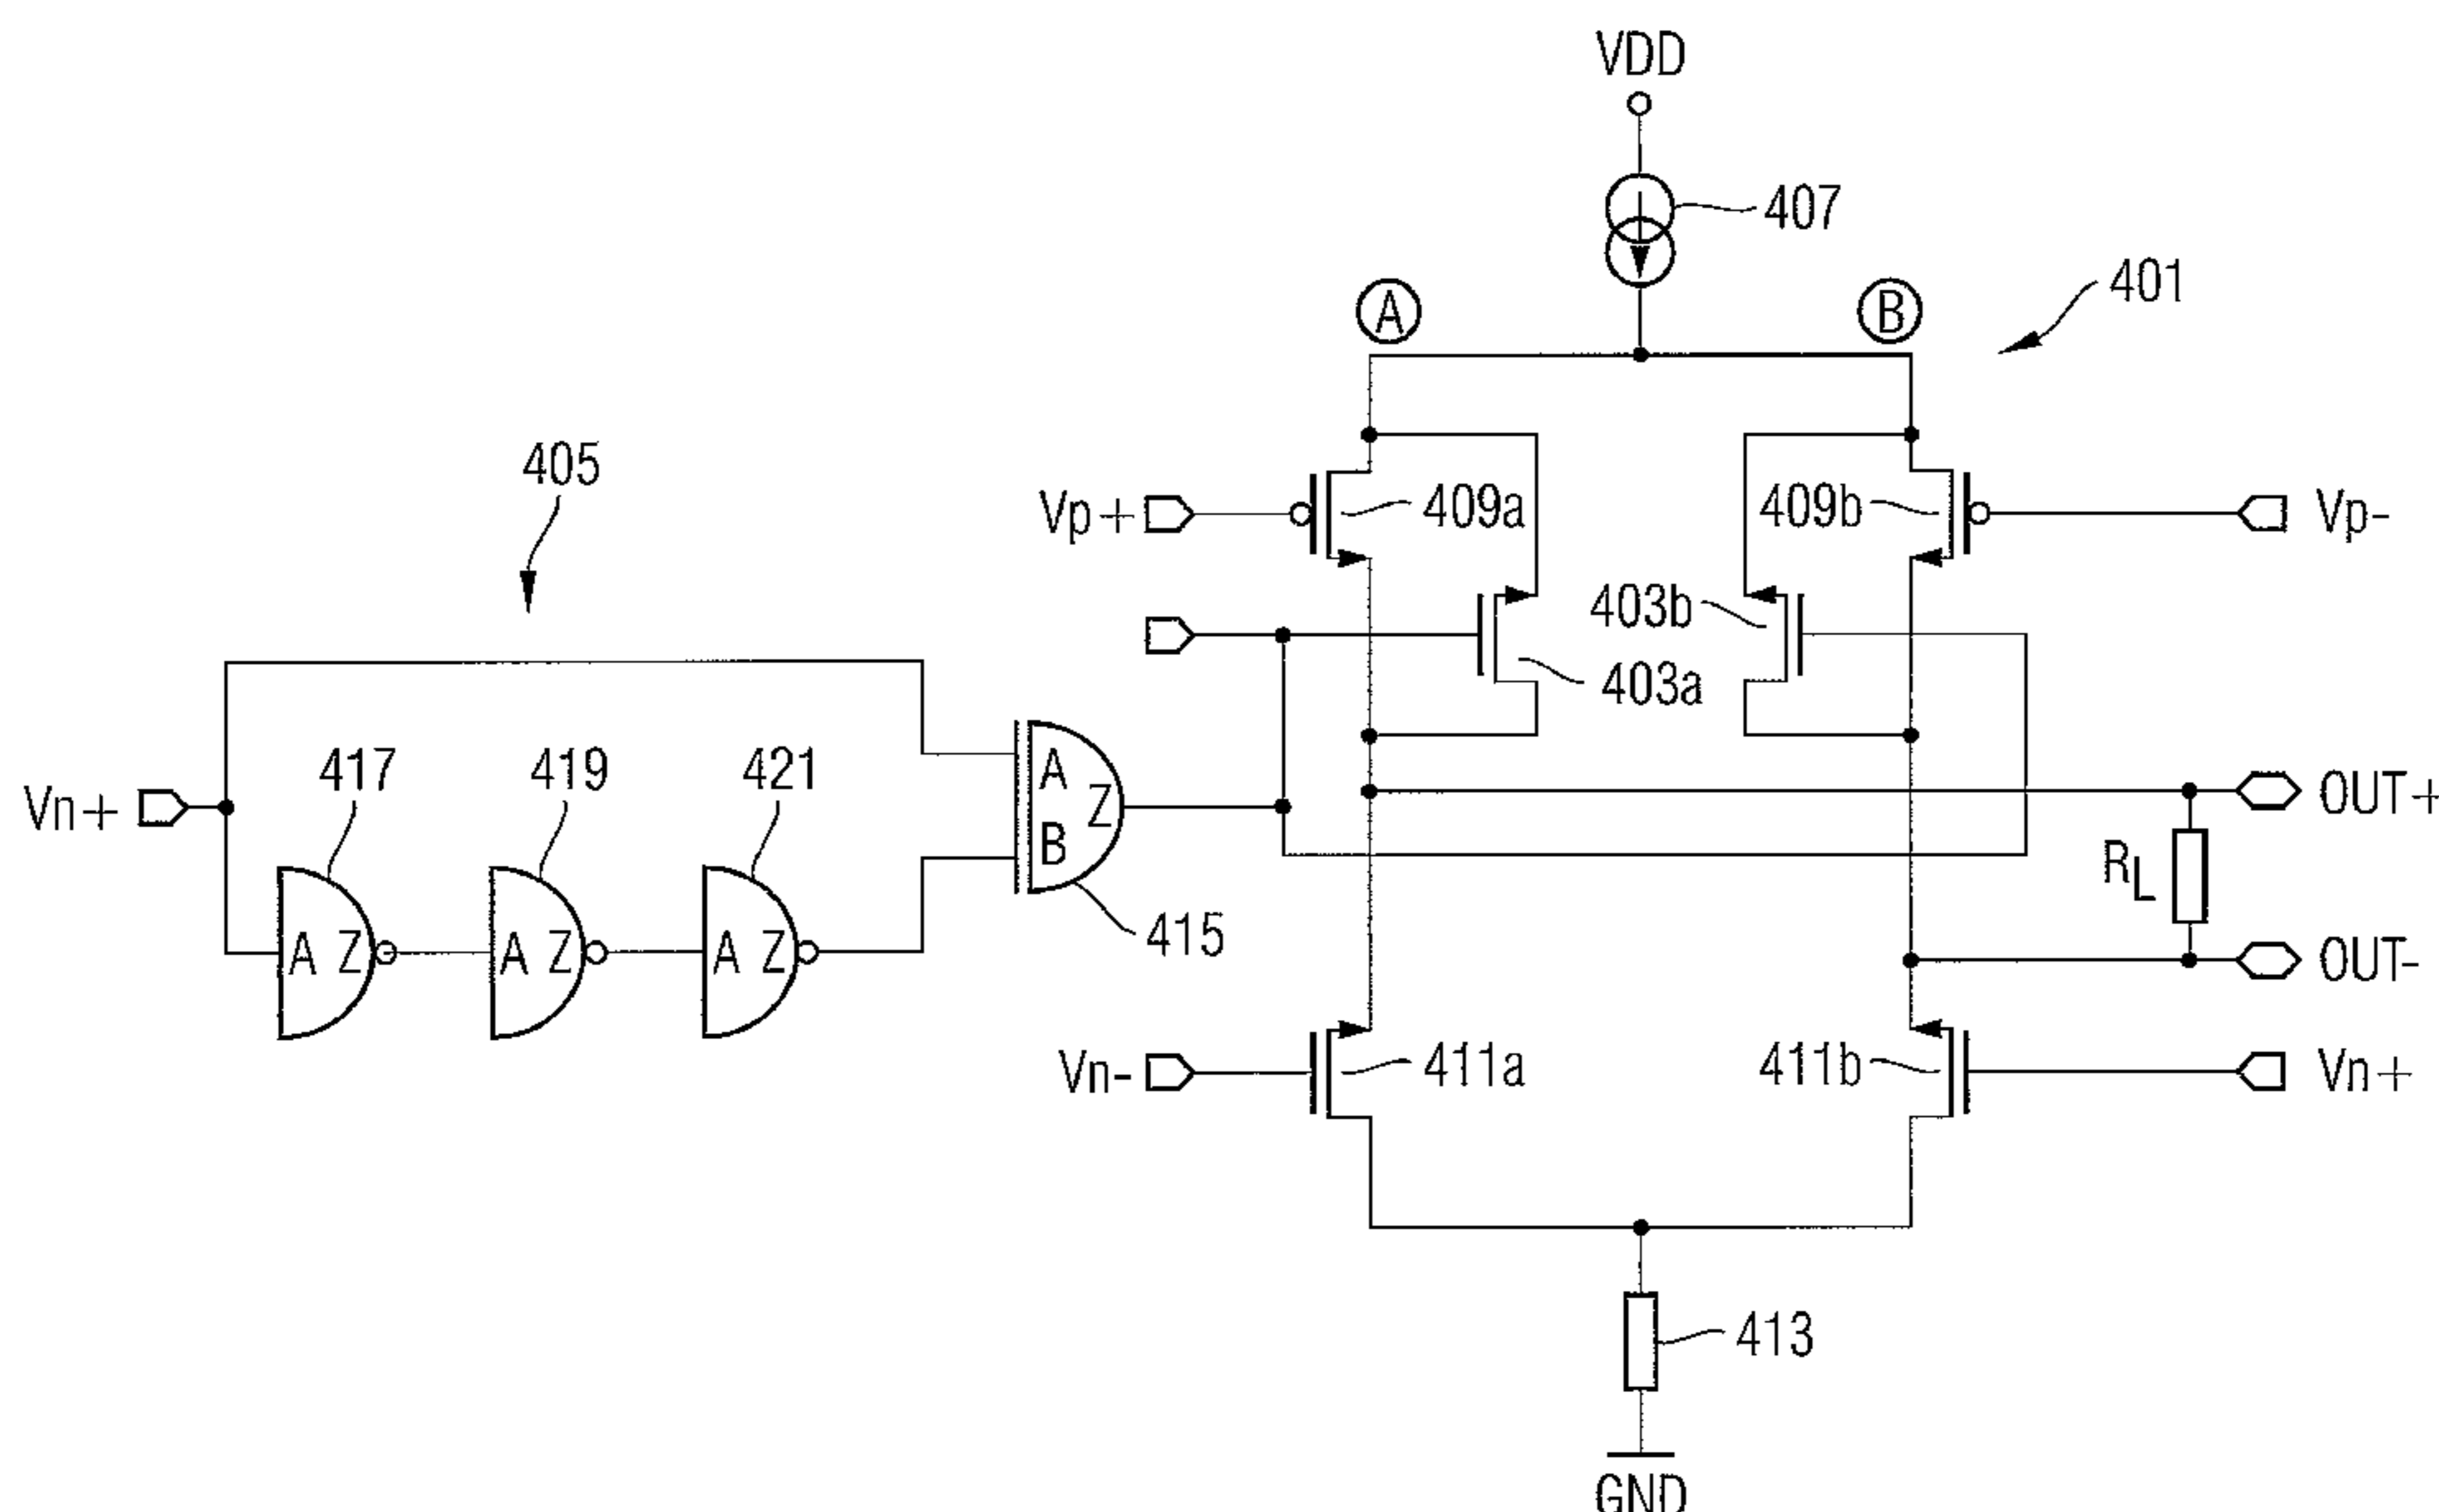 VDD
407
A
B
401
405
Vp+
409a
409b
Vp-
403b
403a
417
419
421
A
B
Z
Vn+
OUT+
RL
415
A Z
A Z
A Z
OUT-
Vn-
411a
411b
Vn+
413
GND